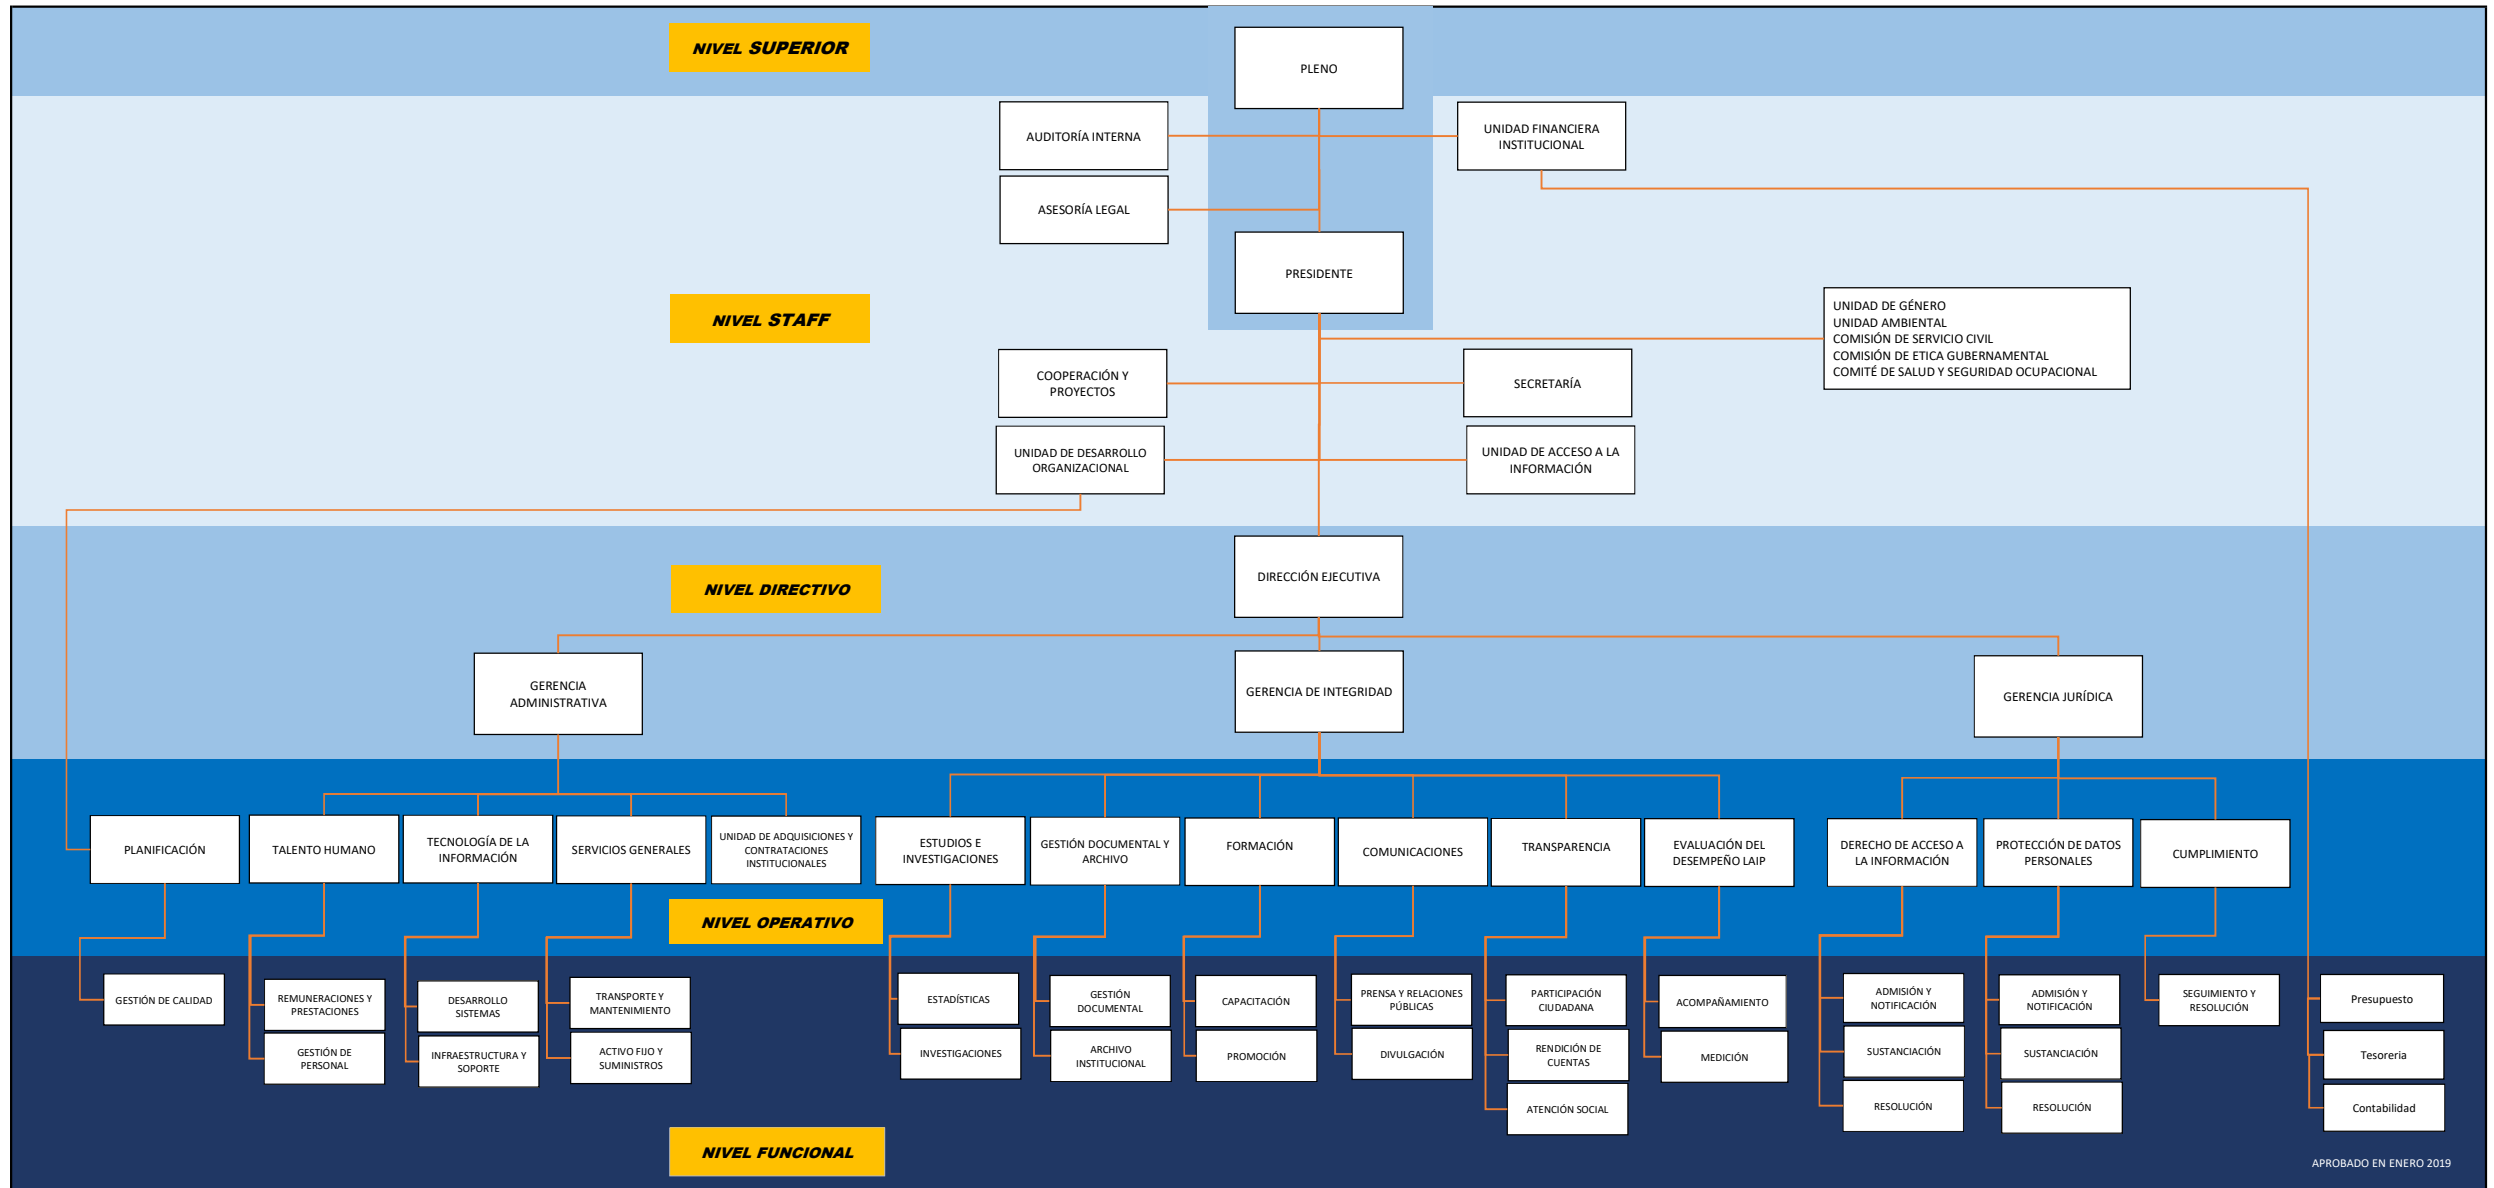 NIVEL SUPERIOR
PLENO
AUDITORÍA INTERNA
UNIDAD FINANCIERA
INSTITUCIONAL
ASESORÍA LEGAL
PRESIDENTE
NIVEL STAFF
UNIDAD DE GÉNERO
UNIDAD AMBIENTAL
COMISIÓN DE SERVICIO CIVIL
COMISIÓN DE ETICA GUBERNAMENTAL
COMITÉ DE SALUD Y SEGURIDAD OCUPACIONAL
COOPERACIÓN Y
PROYECTOS
SECRETARÍA
UNIDAD DE DESARROLLO
ORGANIZACIONAL
UNIDAD DE ACCESO A LA
INFORMACIÓN
NIVEL DIRECTIVO
DIRECCIÓN EJECUTIVA
GERENCIA
ADMINISTRATIVA
GERENCIA DE INTEGRIDAD
GERENCIA JURÍDICA
PLANIFICACIÓN
TALENTO HUMANO
TECNOLOGÍA DE LA
INFORMACIÓN
SERVICIOS GENERALES
UNIDAD DE ADQUISICIONES Y
CONTRATACIONES
INSTITUCIONALES
ESTUDIOS E
INVESTIGACIONES
GESTIÓN DOCUMENTAL Y
ARCHIVO
FORMACIÓN
COMUNICACIONES
TRANSPARENCIA
EVALUACIÓN DEL
DESEMPEÑO LAIP
DERECHO DE ACCESO A
LA INFORMACIÓN
PROTECCIÓN DE DATOS
PERSONALES
CUMPLIMIENTO
NIVEL OPERATIVO
GESTIÓN DE CALIDAD
REMUNERACIONES Y
PRESTACIONES
GESTIÓN DE
PERSONAL
DESARROLLO
SISTEMAS
INFRAESTRUCTURA Y
SOPORTE
TRANSPORTE Y
MANTENIMIENTO
ACTIVO FIJO Y
SUMINISTROS
ESTADÍSTICAS
INVESTIGACIONES
GESTIÓN
DOCUMENTAL
ARCHIVO
INSTITUCIONAL
CAPACITACIÓN
PROMOCIÓN
PRENSA Y RELACIONES
PÚBLICAS
DIVULGACIÓN
PARTICIPACIÓN
CIUDADANA
RENDICIÓN DE
CUENTAS
ATENCIÓN SOCIAL
ACOMPAÑAMIENTO
MEDICIÓN
ADMISIÓN Y
NOTIFICACIÓN
SUSTANCIACIÓN
RESOLUCIÓN
ADMISIÓN Y
NOTIFICACIÓN
SUSTANCIACIÓN
RESOLUCIÓN
SEGUIMIENTO Y
RESOLUCIÓN
Presupuesto
Tesoreria
Contabilidad
NIVEL FUNCIONAL
APROBADO EN ENERO 2019